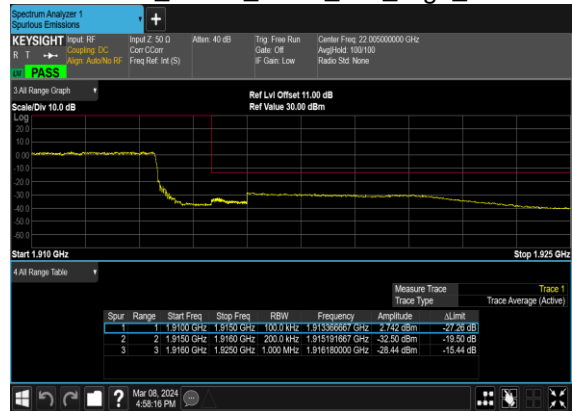 Spectrum Analyzer 1
Spurious Emissions
KEYSIGHT
R T
LW PASS
Input: RF
Coupling: DC
Align: Auto/No RF
Input Z: 50 Ω
Corr CCorr
Freq Ref: Int (S)
Atten: 40 dB
Trig: Free Run
Gate: Off
IF Gain: Low
Center Freq: 22.005000000 GHz
Avg|Hold: 100/100
Radio Std: None
3 All Range Graph
Scale/Div 10.0 dB
Ref Lvl Offset 11.00 dB
Ref Value 30.00 dBm
Log
20.0
10.0
0.00
-10.0
-20.0
-30.0
-40.0
-50.0
-60.0
Start 1.910 GHz
Stop 1.925 GHz
4 All Range Table
Measure Trace Trace 1
Trace Type Trace Average (Active)
Spur Range Start Freq Stop Freq RBW Frequency Amplitude ΔLimit
1 1 1.9100 GHz 1.9150 GHz 100.0 kHz 1.913366667 GHz 2.742 dBm -27.26 dB
2 2 1.9150 GHz 1.9160 GHz 200.0 kHz 1.915191667 GHz -32.50 dBm -19.50 dB
3 3 1.9160 GHz 1.9250 GHz 1.000 MHz 1.916180000 GHz -28.44 dBm -15.44 dB
Mar 08, 2024
4:58:16 PM